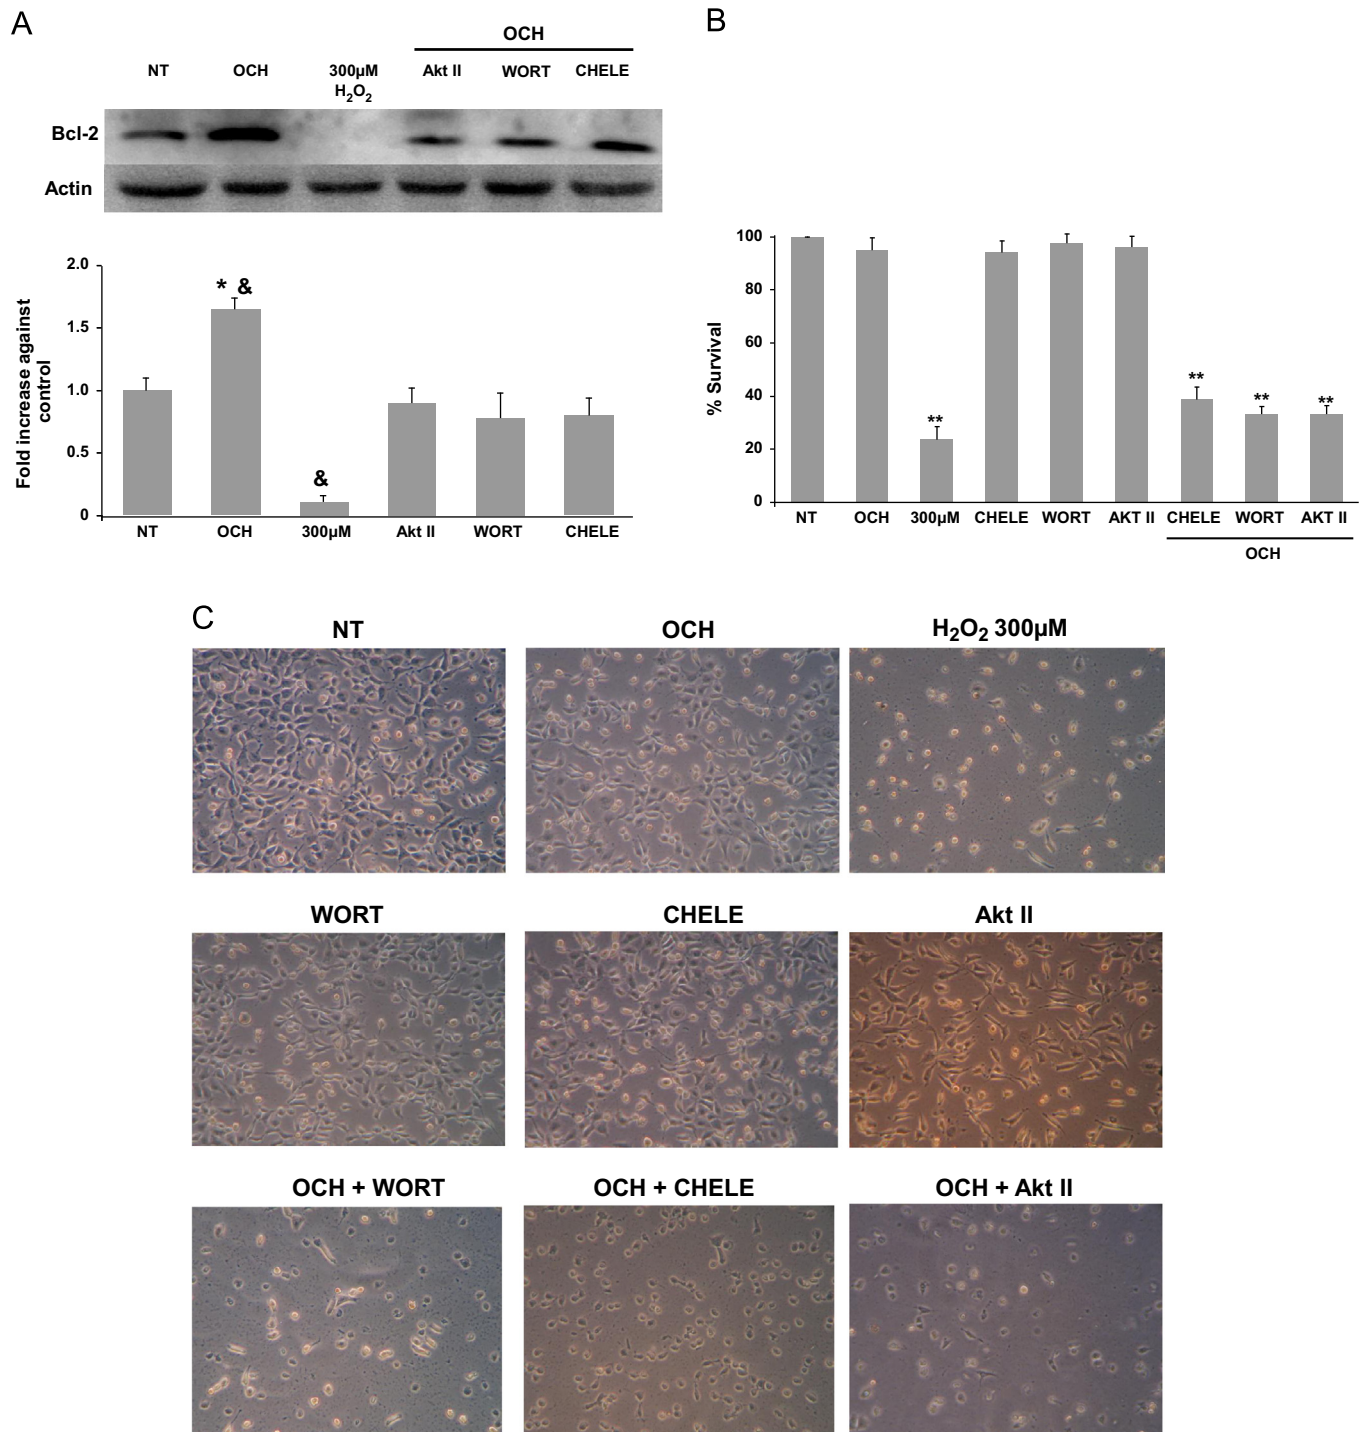 A
OCH
NT OCH 300µM Akt II WORT CHELE
H₂O₂
Bcl-2
Actin
Fold increase against
control
2.0
* &
1.5
1.0
0.5
&
0
NT OCH 300µM Akt II WORT CHELE
B
% Survival
100
80
60
40
20
0
**
**
**
**
NT OCH 300µM CHELE WORT AKT II CHELE WORT AKT II
OCH
C
NT OCH H₂O₂ 300µM
WORT CHELE Akt II
OCH + WORT OCH + CHELE OCH + Akt II